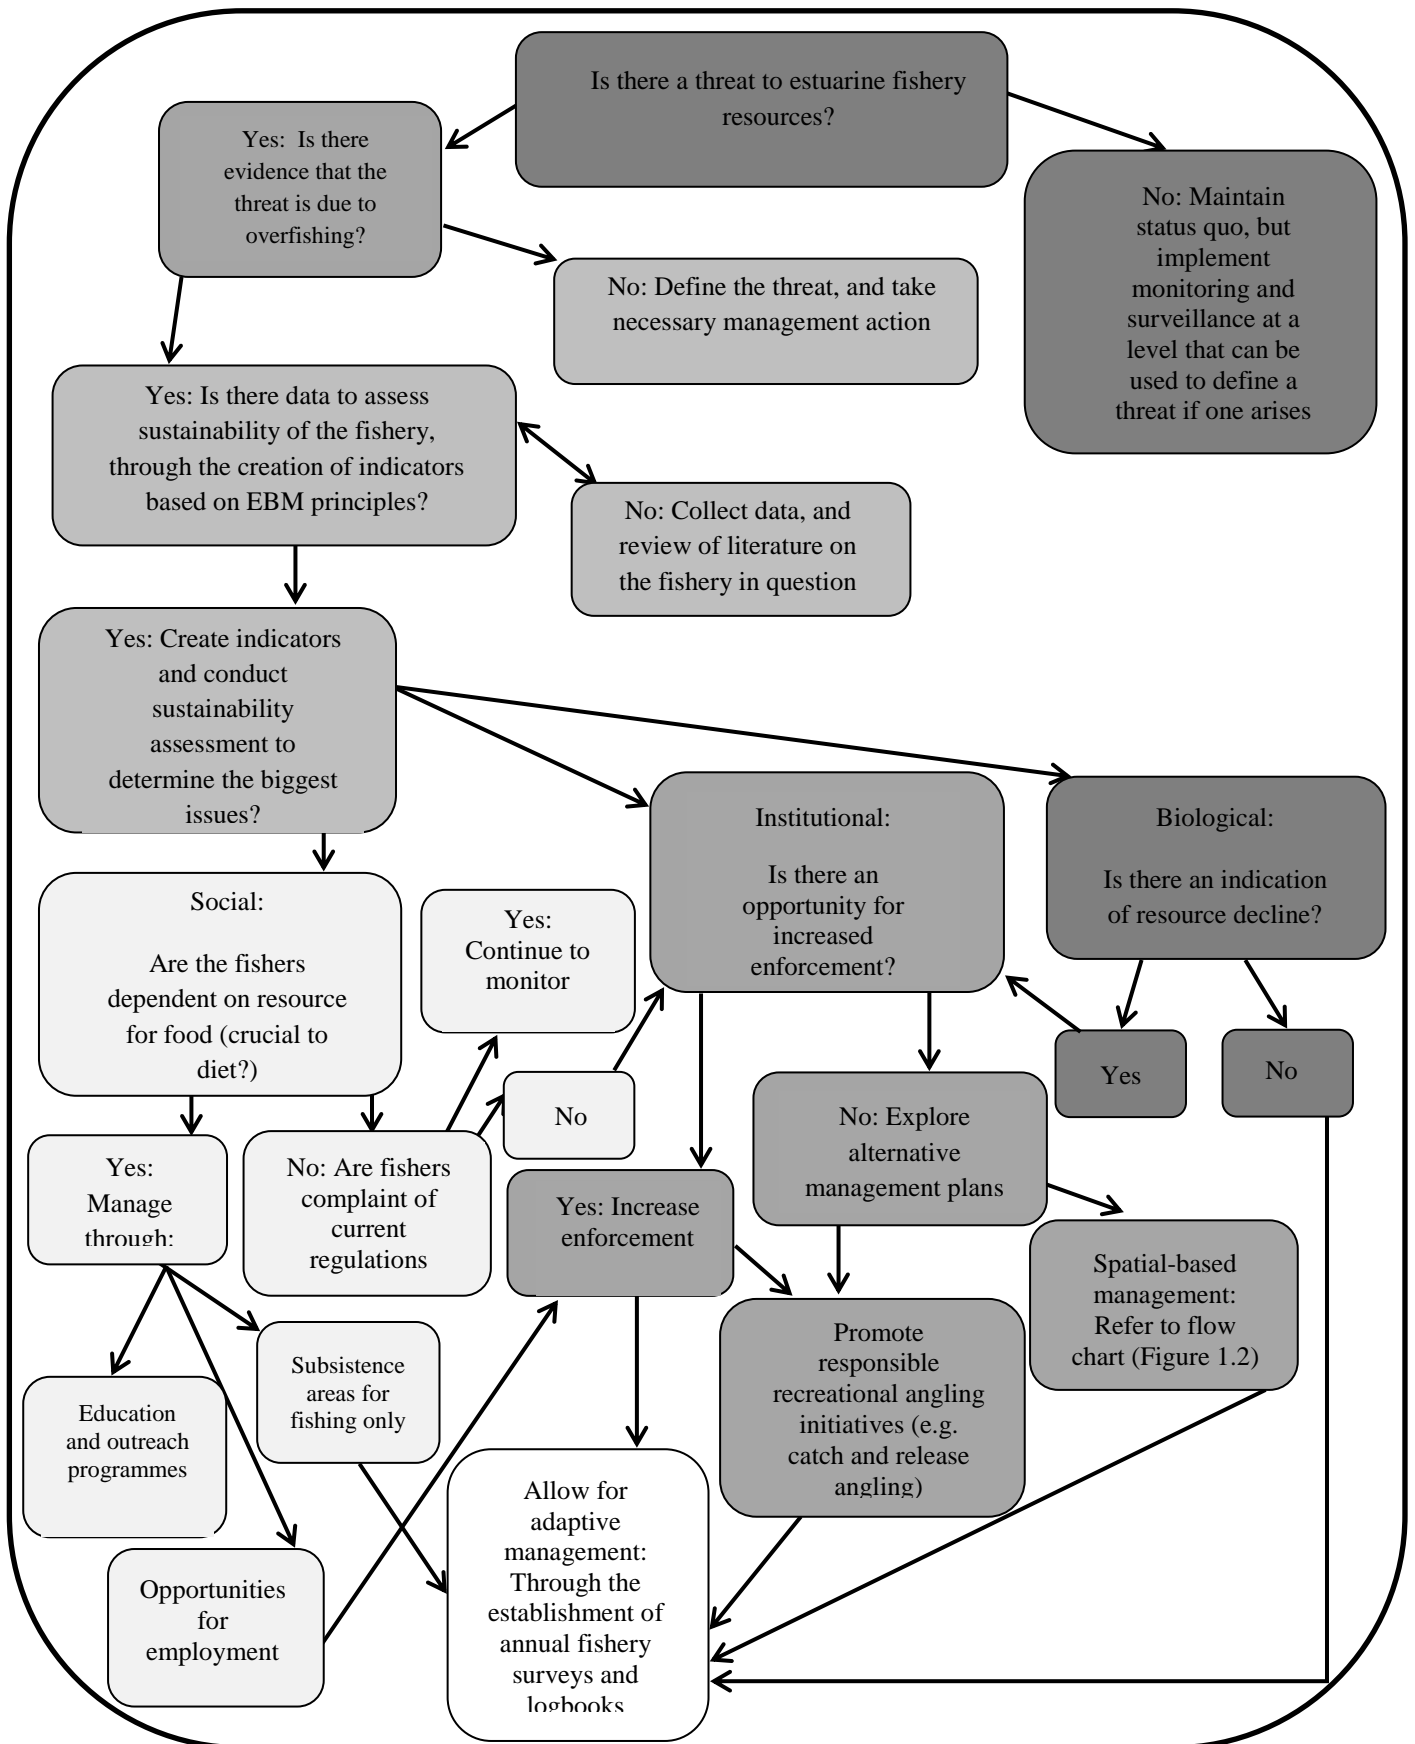 Is there a threat to estuarine fishery
resources?
Yes: Is there
evidence that the
threat is due to
overfishing?
No: Maintain
status quo, but
implement
monitoring and
surveillance at a
level that can be
used to define a
threat if one arises
No: Define the threat, and take
necessary management action
Yes: Is there data to assess
sustainability of the fishery,
through the creation of indicators
based on EBM principles?
No: Collect data, and
review of literature on
the fishery in question
Yes: Create indicators
and conduct
sustainability
assessment to
determine the biggest
issues?
Institutional:
Is there an
opportunity for
increased
enforcement?
Biological:
Is there an indication
of resource decline?
Social:
Are the fishers
dependent on resource
for food (crucial to
diet?)
Yes:
Continue to
monitor
No
Yes
No
Yes:
Manage
through:
No: Are fishers
complaint of
current
regulations
Yes: Increase
enforcement
No: Explore
alternative
management plans
Spatial-based
management:
Refer to flow
chart (Figure 1.2)
Promote
responsible
recreational angling
initiatives (e.g.
catch and release
angling)
Subsistence
areas for
fishing only
Education
and outreach
programmes
Opportunities
for
employment
Allow for
adaptive
management:
Through the
establishment of
annual fishery
surveys and
logbooks